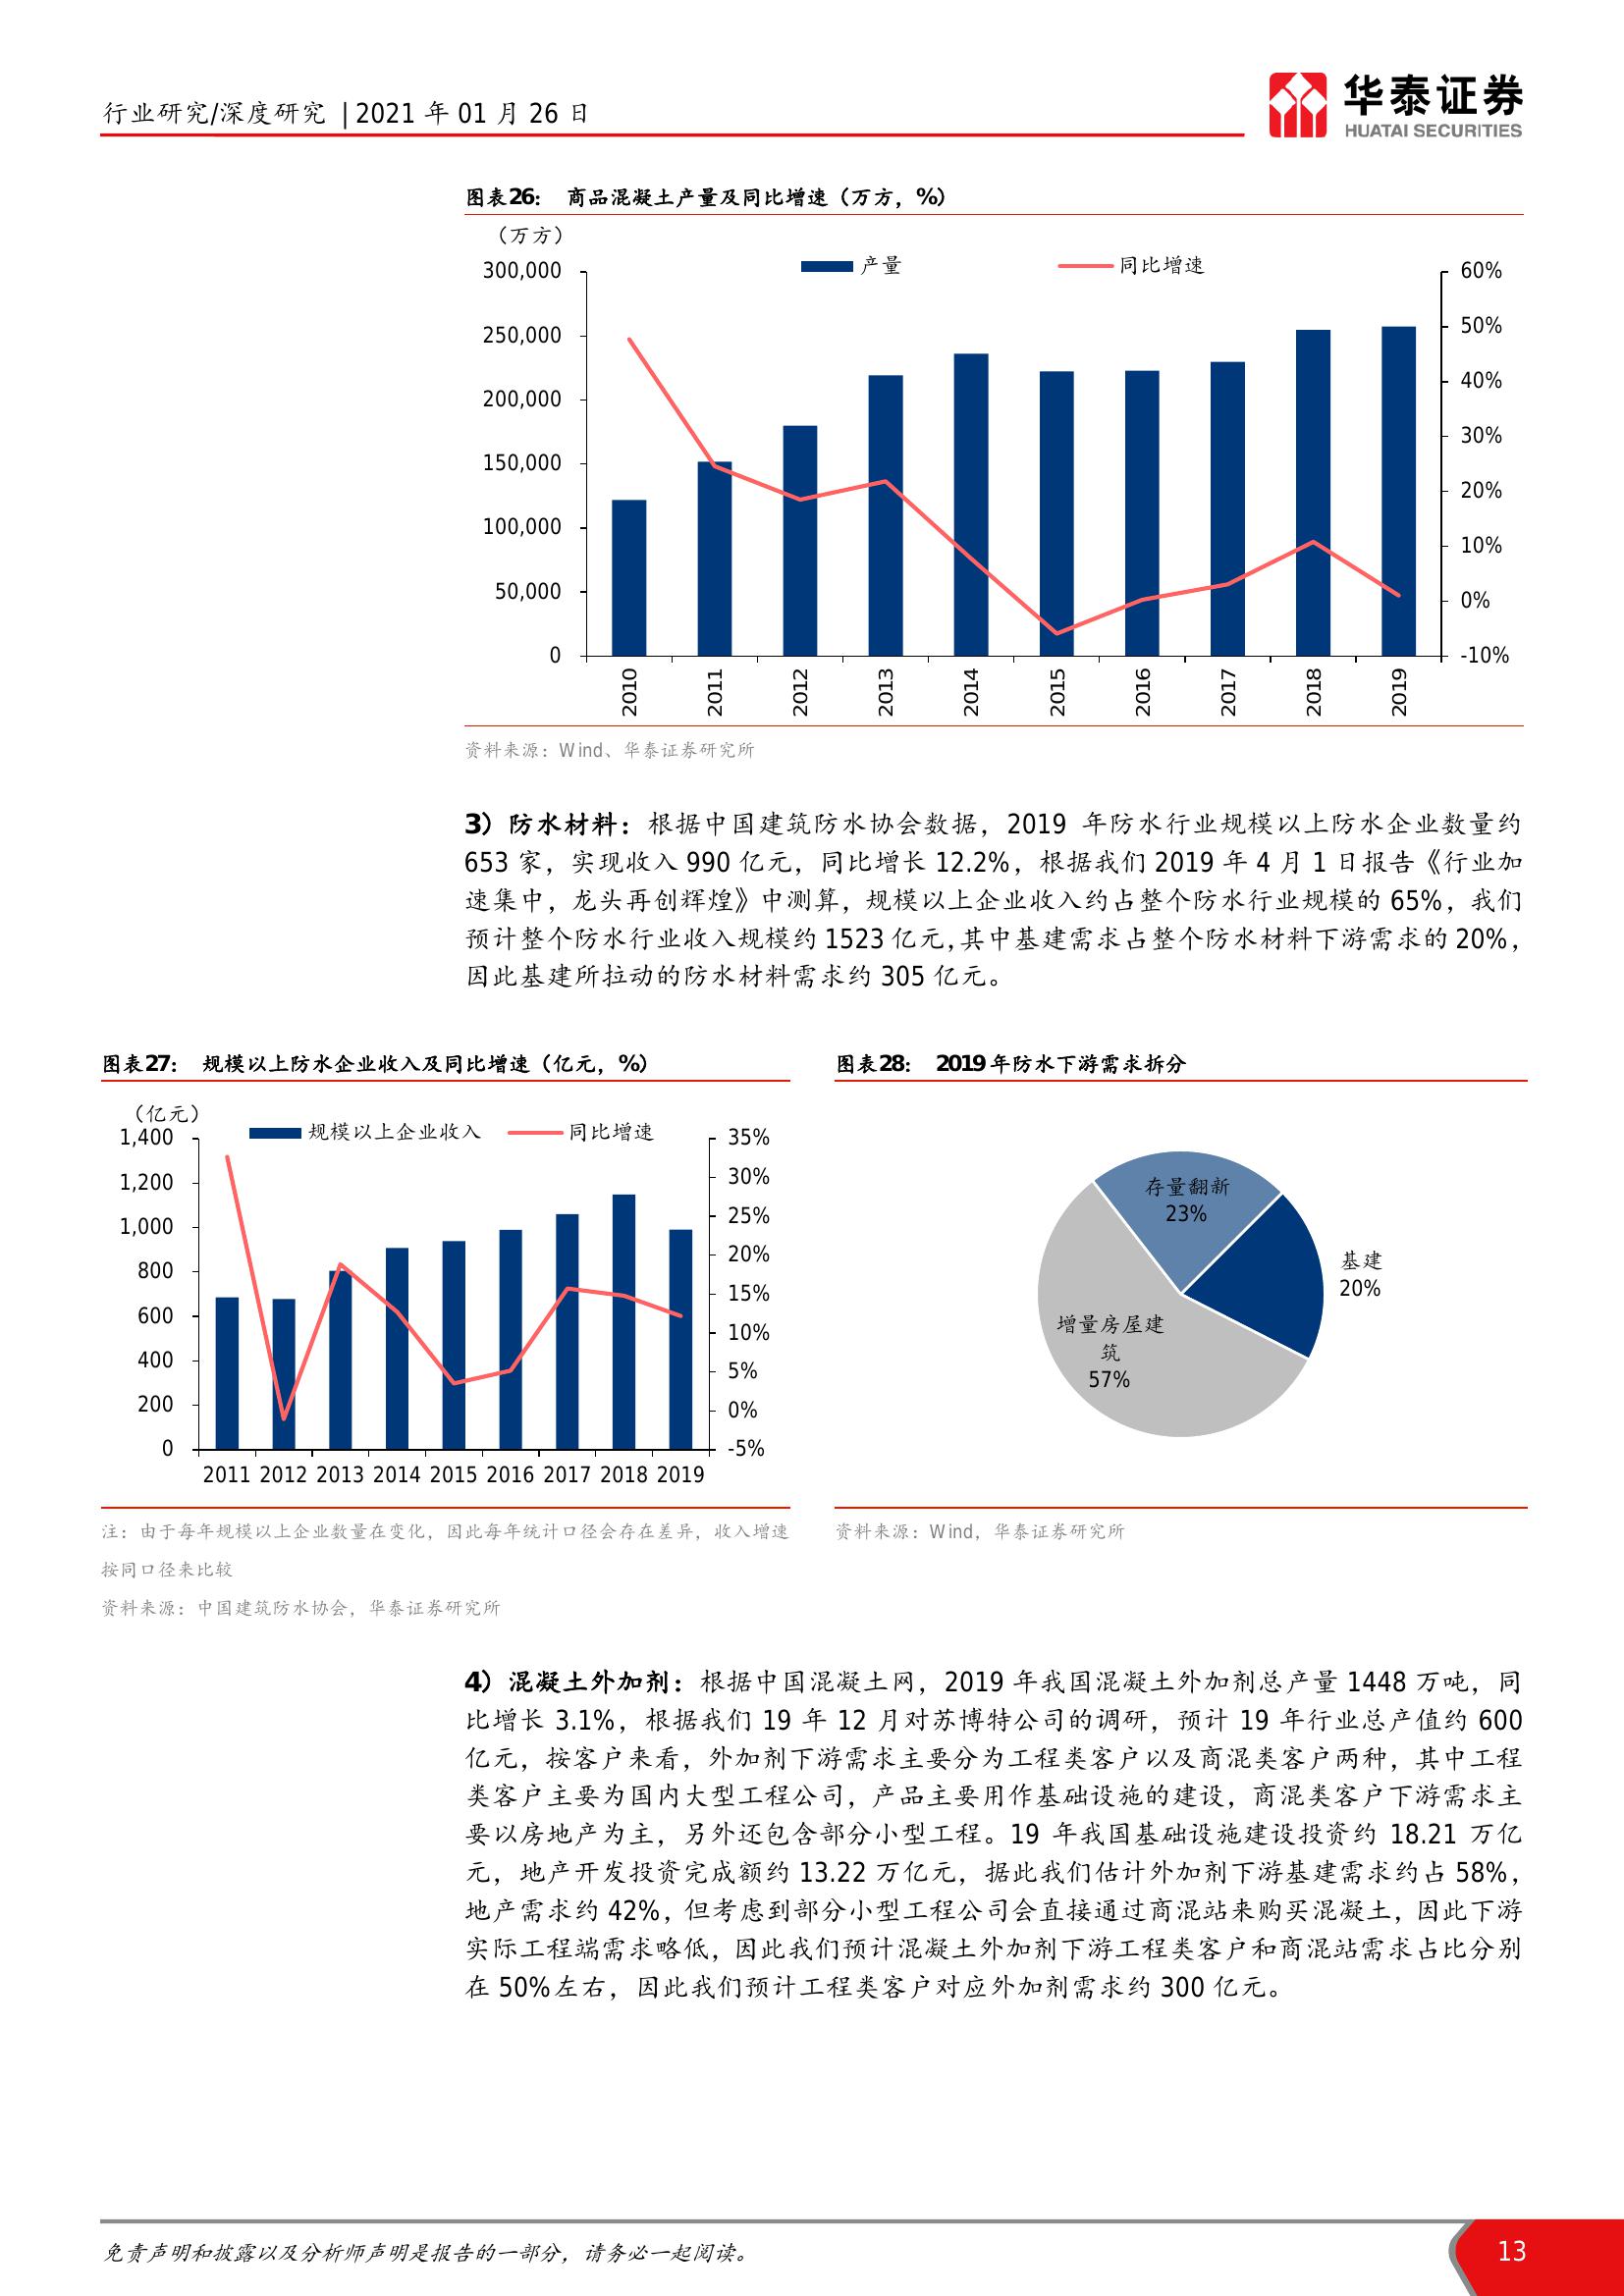 行业研究/深度研究 | 2021 年 01 月 26 日
华泰证券
HUATAI SECURITIES
图表26： 商品混凝土产量及同比增速（万方，%）
（万方）
产量 同比增速
300,000
250,000
200,000
150,000
100,000
50,000
0
60%
50%
40%
30%
20%
10%
0%
-10%
2010 2011 2012 2013 2014 2015 2016 2017 2018 2019
资料来源：Wind、华泰证券研究所
3）防水材料：根据中国建筑防水协会数据，2019 年防水行业规模以上防水企业数量约
653 家，实现收入 990 亿元，同比增长 12.2%，根据我们 2019 年 4 月 1 日报告《行业加
速集中，龙头再创辉煌》中测算，规模以上企业收入约占整个防水行业规模的 65%，我们
预计整个防水行业收入规模约 1523 亿元，其中基建需求占整个防水材料下游需求的 20%，
因此基建所拉动的防水材料需求约 305 亿元。
图表27： 规模以上防水企业收入及同比增速（亿元，%）
（亿元）
规模以上企业收入 同比增速
1,400
1,200
1,000
800
600
400
200
0
35%
30%
25%
20%
15%
10%
5%
0%
-5%
2011 2012 2013 2014 2015 2016 2017 2018 2019
注：由于每年规模以上企业数量在变化，因此每年统计口径会存在差异，收入增速
按同口径来比较
资料来源：中国建筑防水协会，华泰证券研究所
图表28： 2019 年防水下游需求拆分
存量翻新
23%
基建
20%
增量房屋建
筑
57%
资料来源：Wind，华泰证券研究所
4）混凝土外加剂：根据中国混凝土网，2019 年我国混凝土外加剂总产量 1448 万吨，同
比增长 3.1%，根据我们 19 年 12 月对苏博特公司的调研，预计 19 年行业总产值约 600
亿元，按客户来看，外加剂下游需求主要分为工程类客户以及商混类客户两种，其中工程
类客户主要为国内大型工程公司，产品主要用作基础设施的建设，商混类客户下游需求主
要以房地产为主，另外还包含部分小型工程。19 年我国基础设施建设投资约 18.21 万亿
元，地产开发投资完成额约 13.22 万亿元，据此我们估计外加剂下游基建需求约占 58%，
地产需求约 42%，但考虑到部分小型工程公司会直接通过商混站来购买混凝土，因此下游
实际工程端需求略低，因此我们预计混凝土外加剂下游工程类客户和商混站需求占比分别
在 50%左右，因此我们预计工程类客户对应外加剂需求约 300 亿元。
免责声明和披露以及分析师声明是报告的一部分，请务必一起阅读。
13